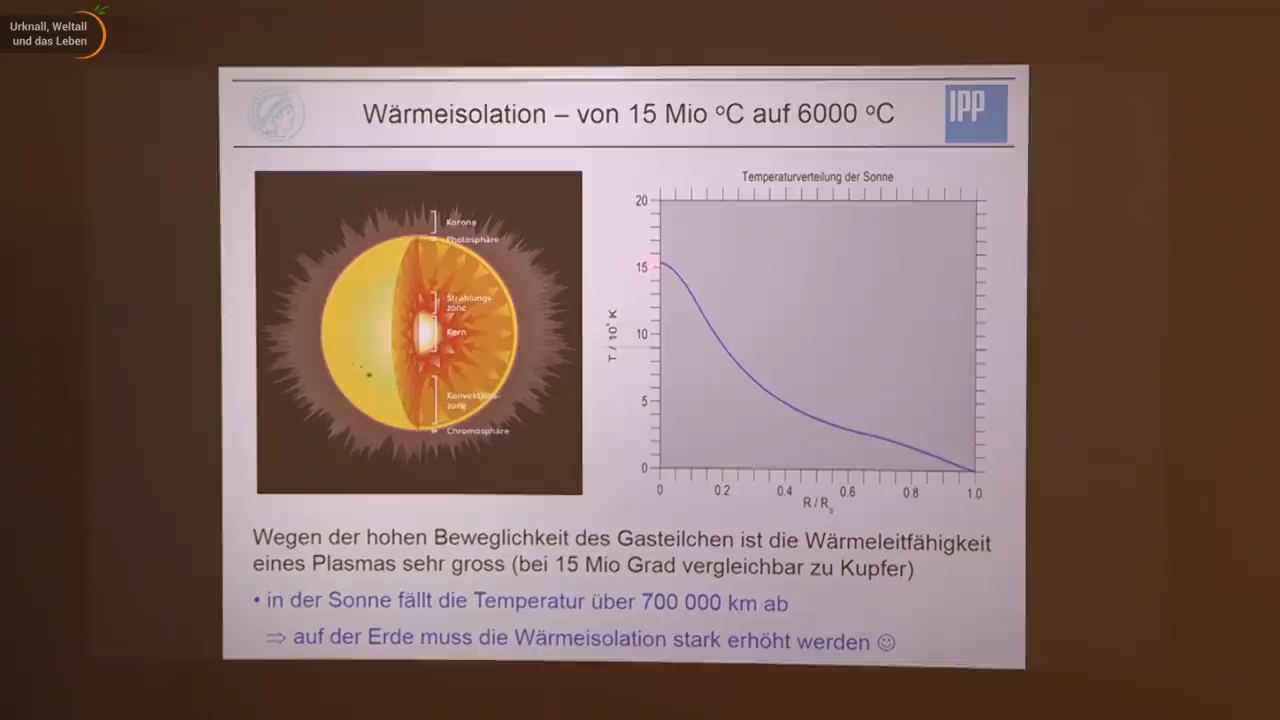 Urknall, Weltall
und das Leben
Wärmeisolation – von 15 Mio ºC auf 6000 ºC
IPP
Korona
Photosphäre
Strahlungs-
zone
Kern
Konvektions-
zone
Chromosphäre
Temperaturverteilung der Sonne
20
15
10
5
0
T / 10⁶ K
0 0.2 0.4 0.6 0.8 1.0
R / Rs
Wegen der hohen Beweglichkeit des Gasteilchen ist die Wärmeleitfähigkeit
eines Plasmas sehr gross (bei 15 Mio Grad vergleichbar zu Kupfer)
• in der Sonne fällt die Temperatur über 700 000 km ab
⇒ auf der Erde muss die Wärmeisolation stark erhöht werden ☺